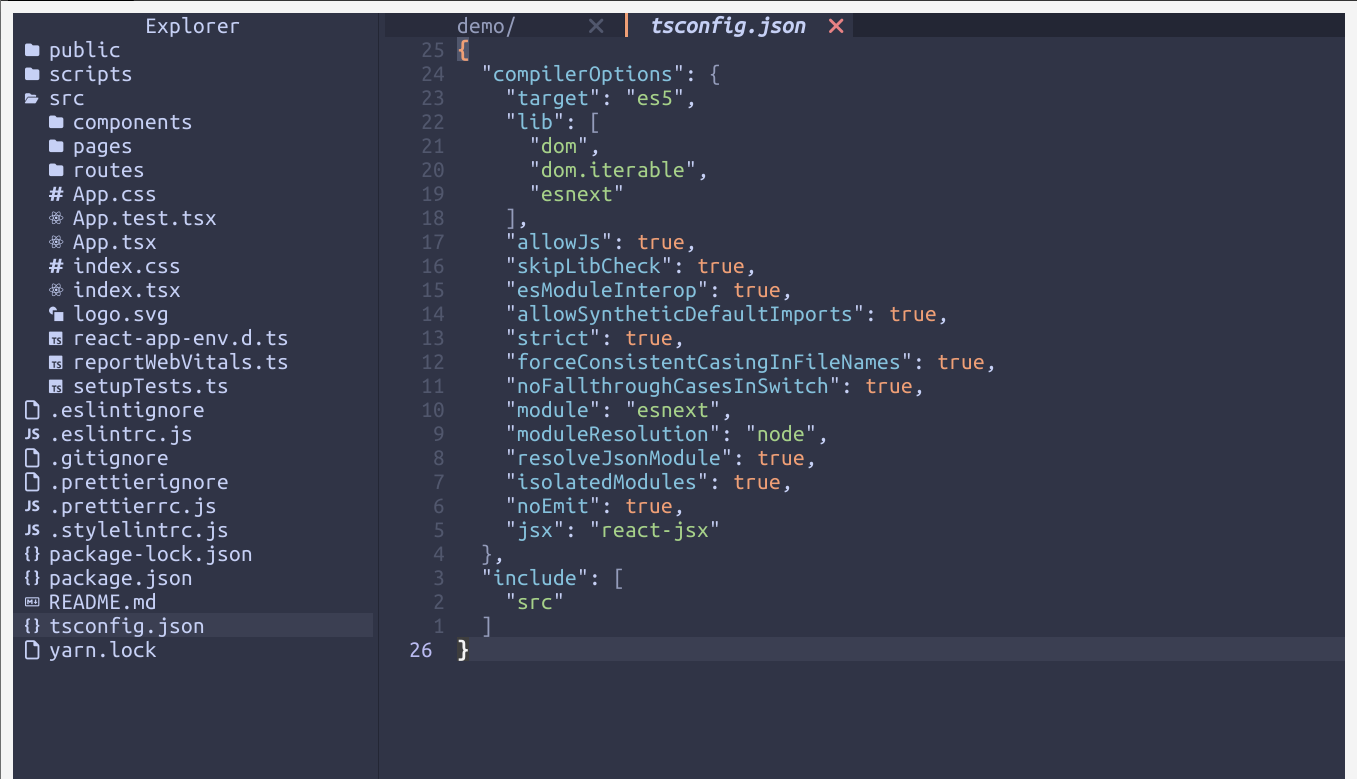 Explorer
public
scripts
src
components
pages
routes
# App.css
App.test.tsx
App.tsx
# index.css
index.tsx
logo.svg
TS react-app-env.d.ts
TS reportWebVitals.ts
TS setupTests.ts
.eslintignore
JS .eslintrc.js
.gitignore
.prettierignore
JS .prettierrc.js
JS .stylelintrc.js
{} package-lock.json
{} package.json
README.md
{} tsconfig.json
yarn.lock
demo/ × tsconfig.json ×
25 {
24   "compilerOptions": {
23     "target": "es5",
22     "lib": [
21       "dom",
20       "dom.iterable",
19       "esnext"
18     ],
17     "allowJs": true,
16     "skipLibCheck": true,
15     "esModuleInterop": true,
14     "allowSyntheticDefaultImports": true,
13     "strict": true,
12     "forceConsistentCasingInFileNames": true,
11     "noFallthroughCasesInSwitch": true,
10     "module": "esnext",
9     "moduleResolution": "node",
8     "resolveJsonModule": true,
7     "isolatedModules": true,
6     "noEmit": true,
5     "jsx": "react-jsx"
4   },
3   "include": [
2     "src"
1   ]
26 }